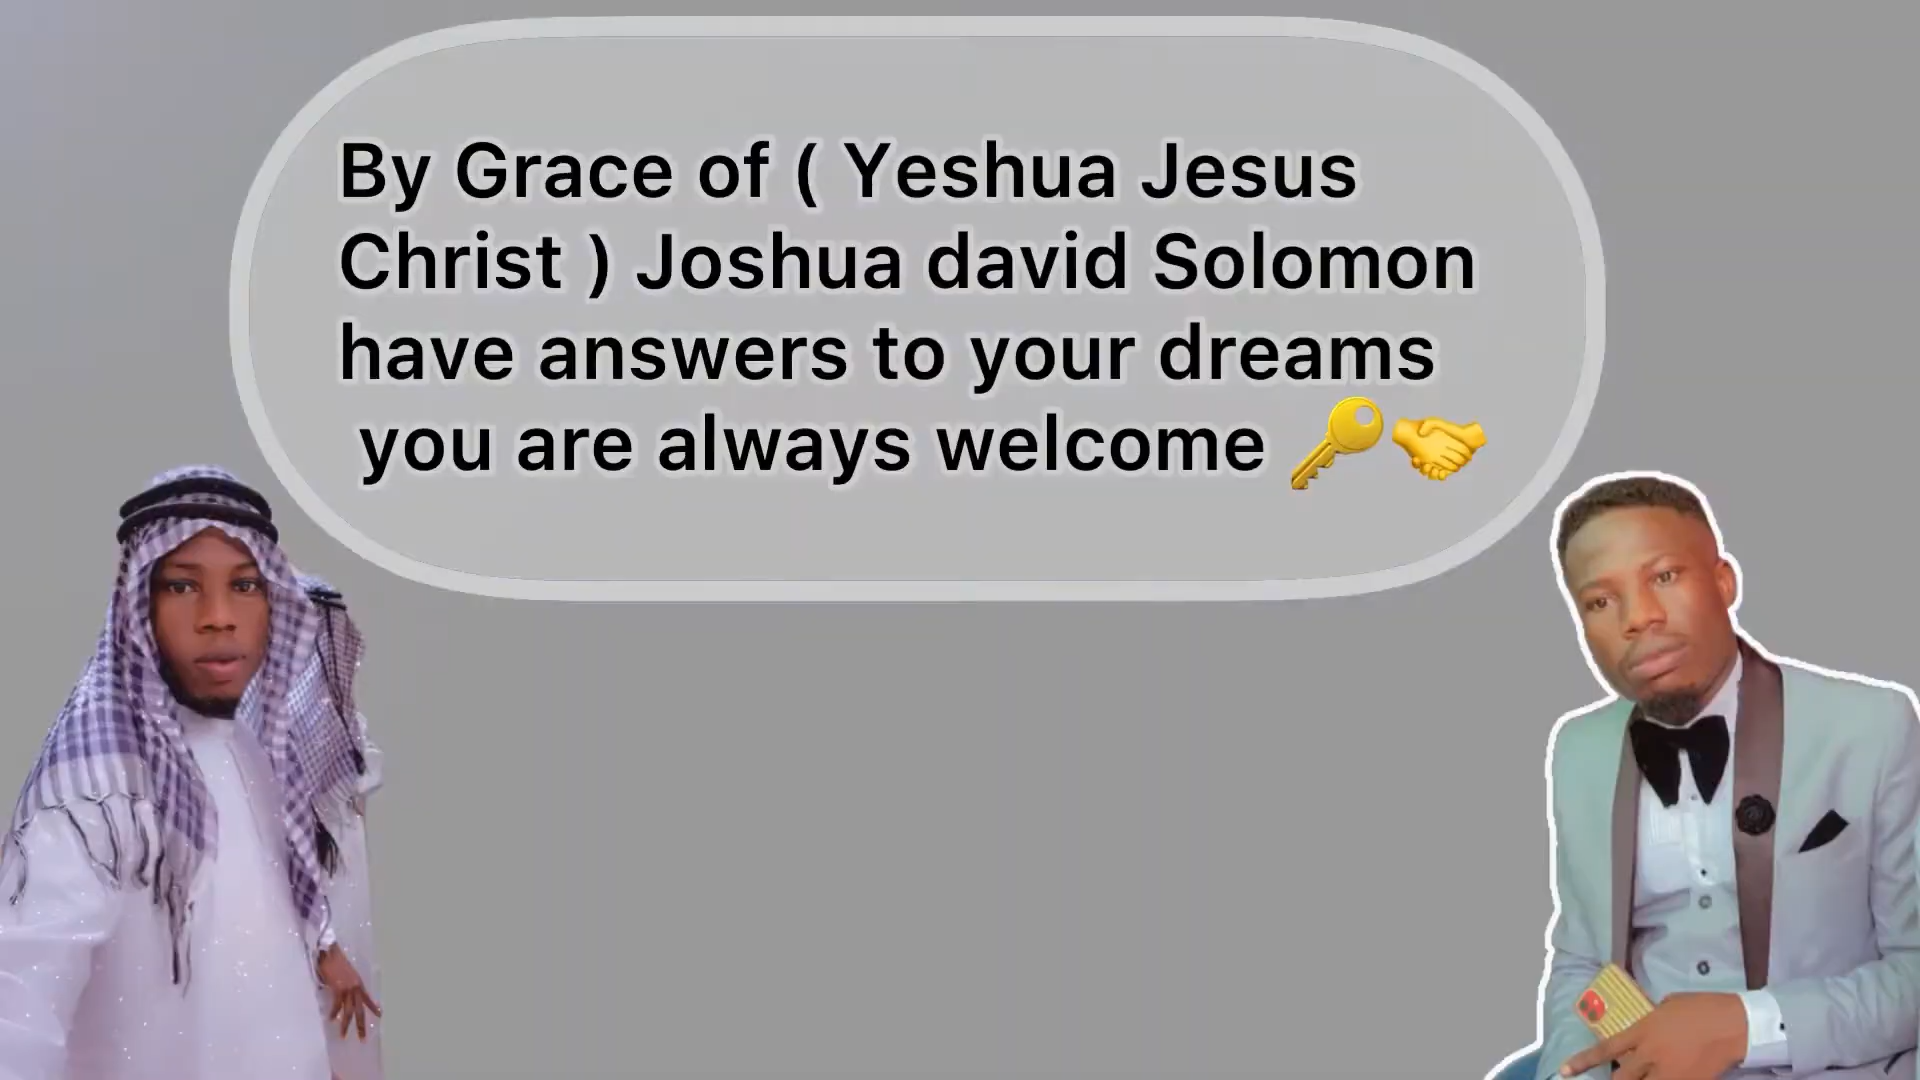 By Grace of ( Yeshua Jesus
Christ ) Joshua david Solomon
have answers to your dreams
you are always welcome 🔑🤝